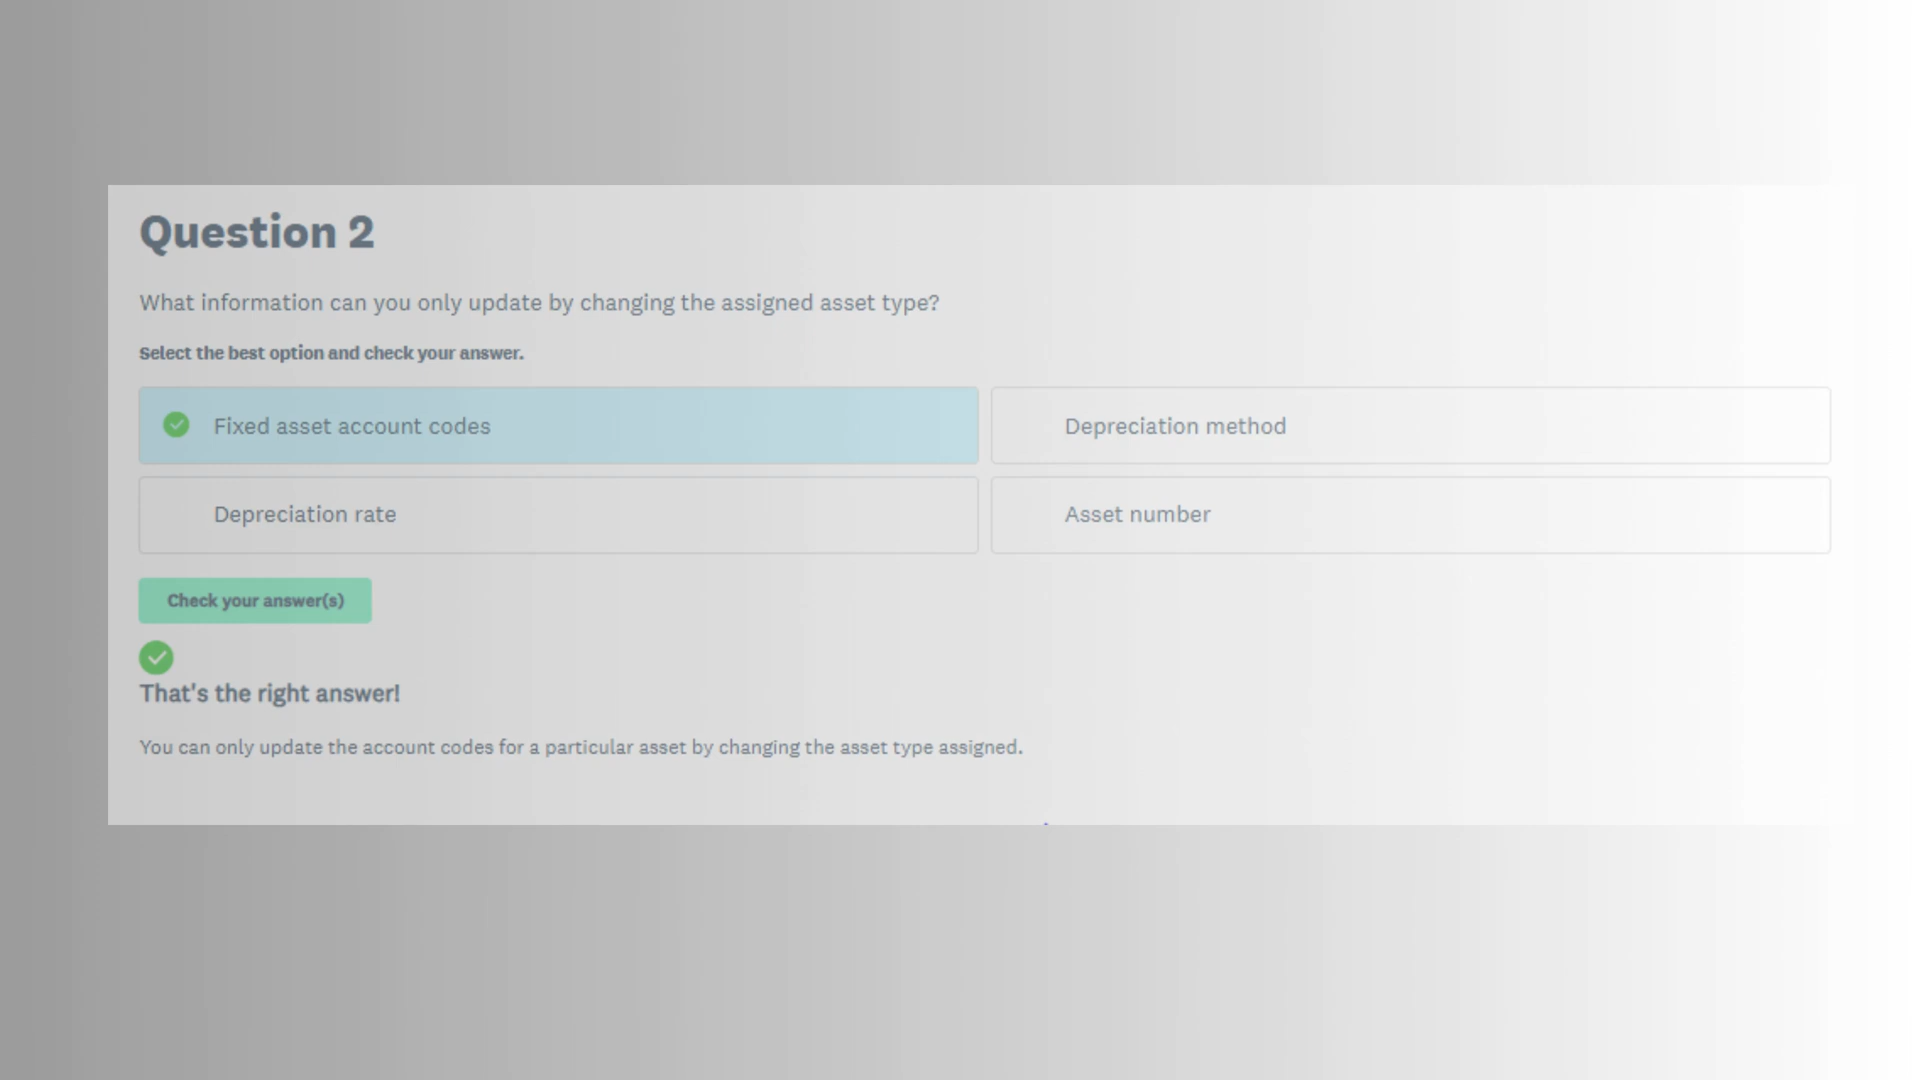 Question 2
What information can you only update by changing the assigned asset type?
Select the best option and check your answer.
Fixed asset account codes
Depreciation method
Depreciation rate
Asset number
Check your answer(s)
That's the right answer!
You can only update the account codes for a particular asset by changing the asset type assigned.